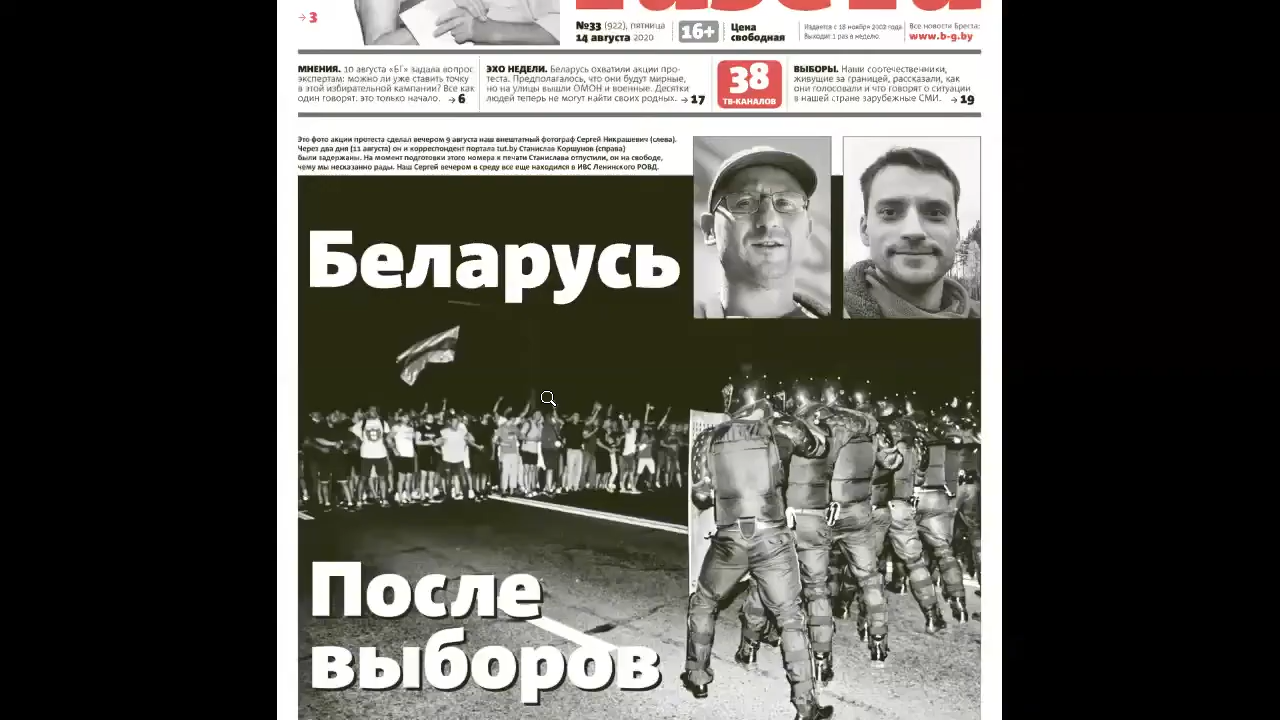 → 3
газета
№33 (922), пятница
14 августа 2020
16+
Цена
свободная
Издается с 18 ноября 2002 года.
Выходит 1 раз в неделю.
Все новости Бреста:
www.b-g.by
МНЕНИЯ. 10 августа «БГ» задала вопрос
экспертам: можно ли уже ставить точку
в этой избирательной кампании? Все как
один говорят, это только начало. → 6
ЭХО НЕДЕЛИ. Беларусь охватили акции про-
теста. Предполагалось, что они будут мирные,
но на улицы вышли ОМОН и военные. Десятки
людей теперь не могут найти своих родных. → 17
38
ТВ-КАНАЛОВ
ВЫБОРЫ. Наши соотечественники,
живущие за границей, рассказали, как
они голосовали и что говорят о ситуации
в нашей стране зарубежные СМИ. → 19
Это фото акции протеста сделал вечером 9 августа наш внештатный фотограф Сергей Никрашевич (слева).
Через два дня (11 августа) он и корреспондент портала tut.by Станислав Коршунов (справа)
были задержаны. На момент подготовки этого номера к печати Станислава отпустили, он на свободе,
чему мы несказанно рады. Наш Сергей вечером в среду все еще находился в ИВС Ленинского РОВД.
Беларусь
После
выборов